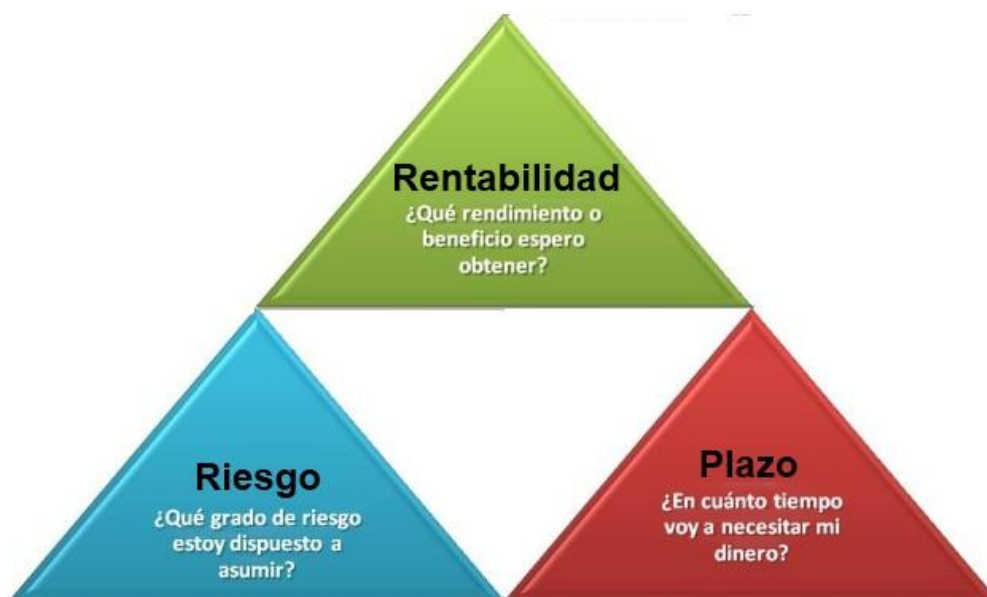 Rentabilidad
¿Qué rendimiento o
beneficio espero
obtener?
Riesgo
¿Qué grado de riesgo
estoy dispuesto a
asumir?
Plazo
¿En cuánto tiempo
voy a necesitar mi
dinero?